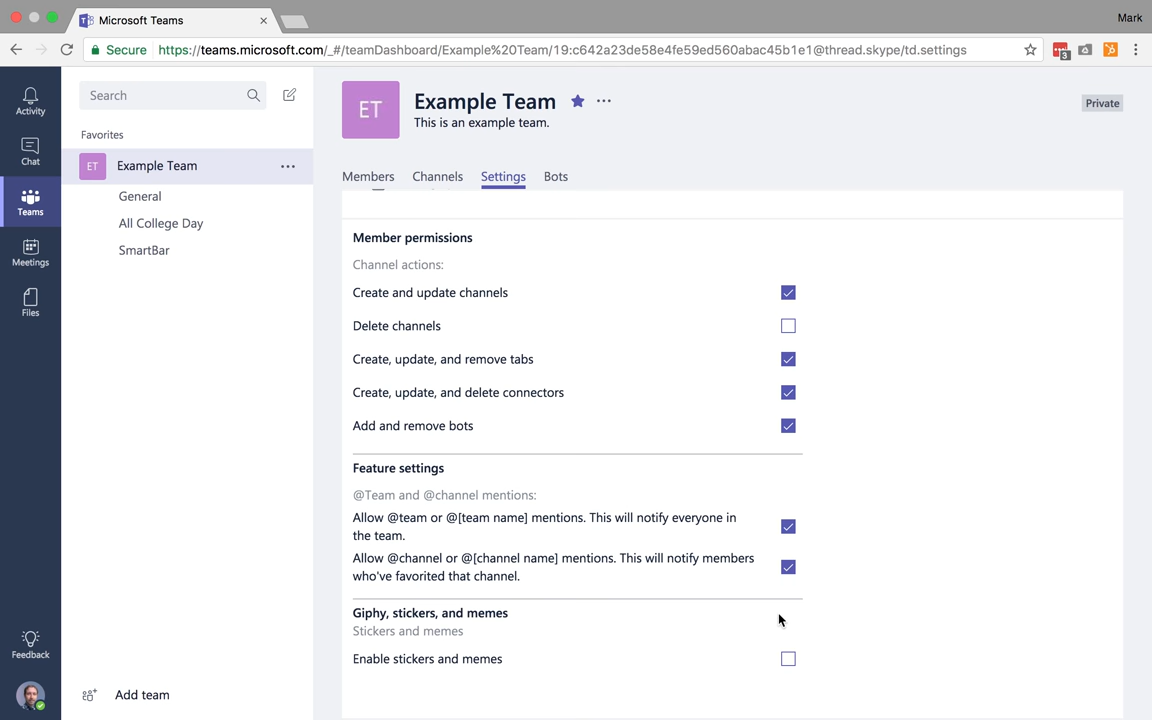 Microsoft Teams
Mark
Secure https://teams.microsoft.com/_#/teamDashboard/Example%20Team/19:c642a23de58e4fe59ed560abac45b1e1@thread.skype/td.settings
3
Activity
Chat
Teams
Meetings
Files
Feedback
Search
Favorites
ET Example Team
General
All College Day
SmartBar
Add team
ET
Example Team
This is an example team.
Private
Members Channels Settings Bots
Member permissions
Channel actions:
Create and update channels
Delete channels
Create, update, and remove tabs
Create, update, and delete connectors
Add and remove bots
Feature settings
@Team and @channel mentions:
Allow @team or @[team name] mentions. This will notify everyone in
the team.
Allow @channel or @[channel name] mentions. This will notify members
who've favorited that channel.
Giphy, stickers, and memes
Stickers and memes
Enable stickers and memes